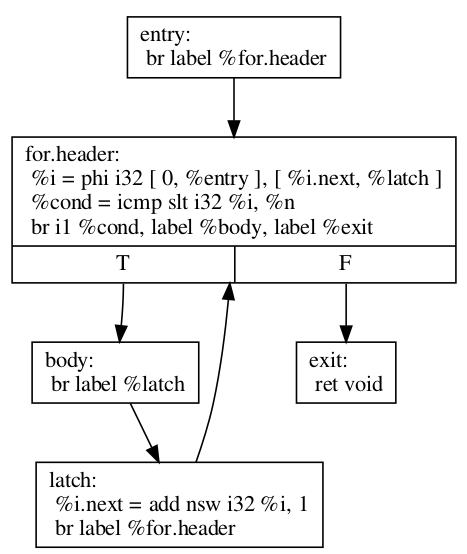 entry:
br label %for.header
for.header:
%i = phi i32 [ 0, %entry ], [ %i.next, %latch ]
%cond = icmp slt i32 %i, %n
br i1 %cond, label %body, label %exit
T
F
body:
br label %latch
exit:
ret void
latch:
%i.next = add nsw i32 %i, 1
br label %for.header